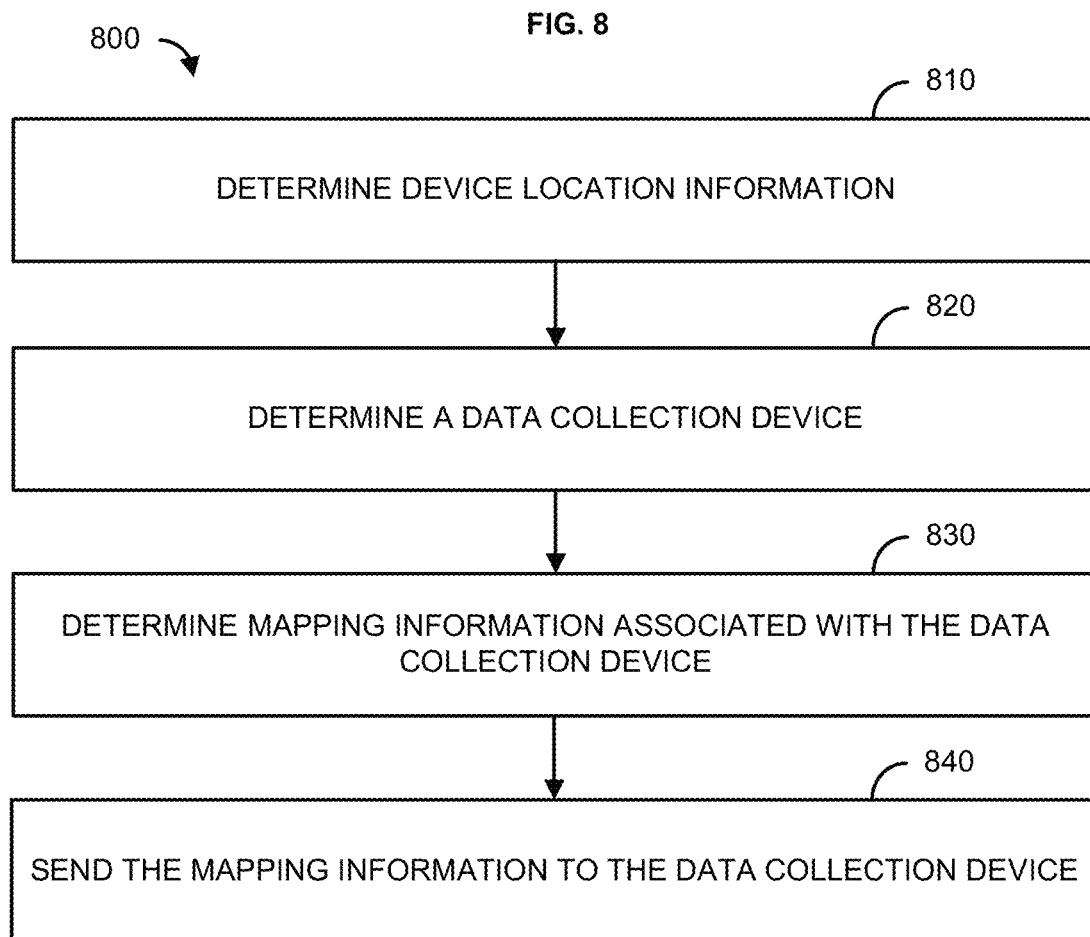 FIG. 8
800
810
DETERMINE DEVICE LOCATION INFORMATION
820
DETERMINE A DATA COLLECTION DEVICE
830
DETERMINE MAPPING INFORMATION ASSOCIATED WITH THE DATA
COLLECTION DEVICE
840
SEND THE MAPPING INFORMATION TO THE DATA COLLECTION DEVICE